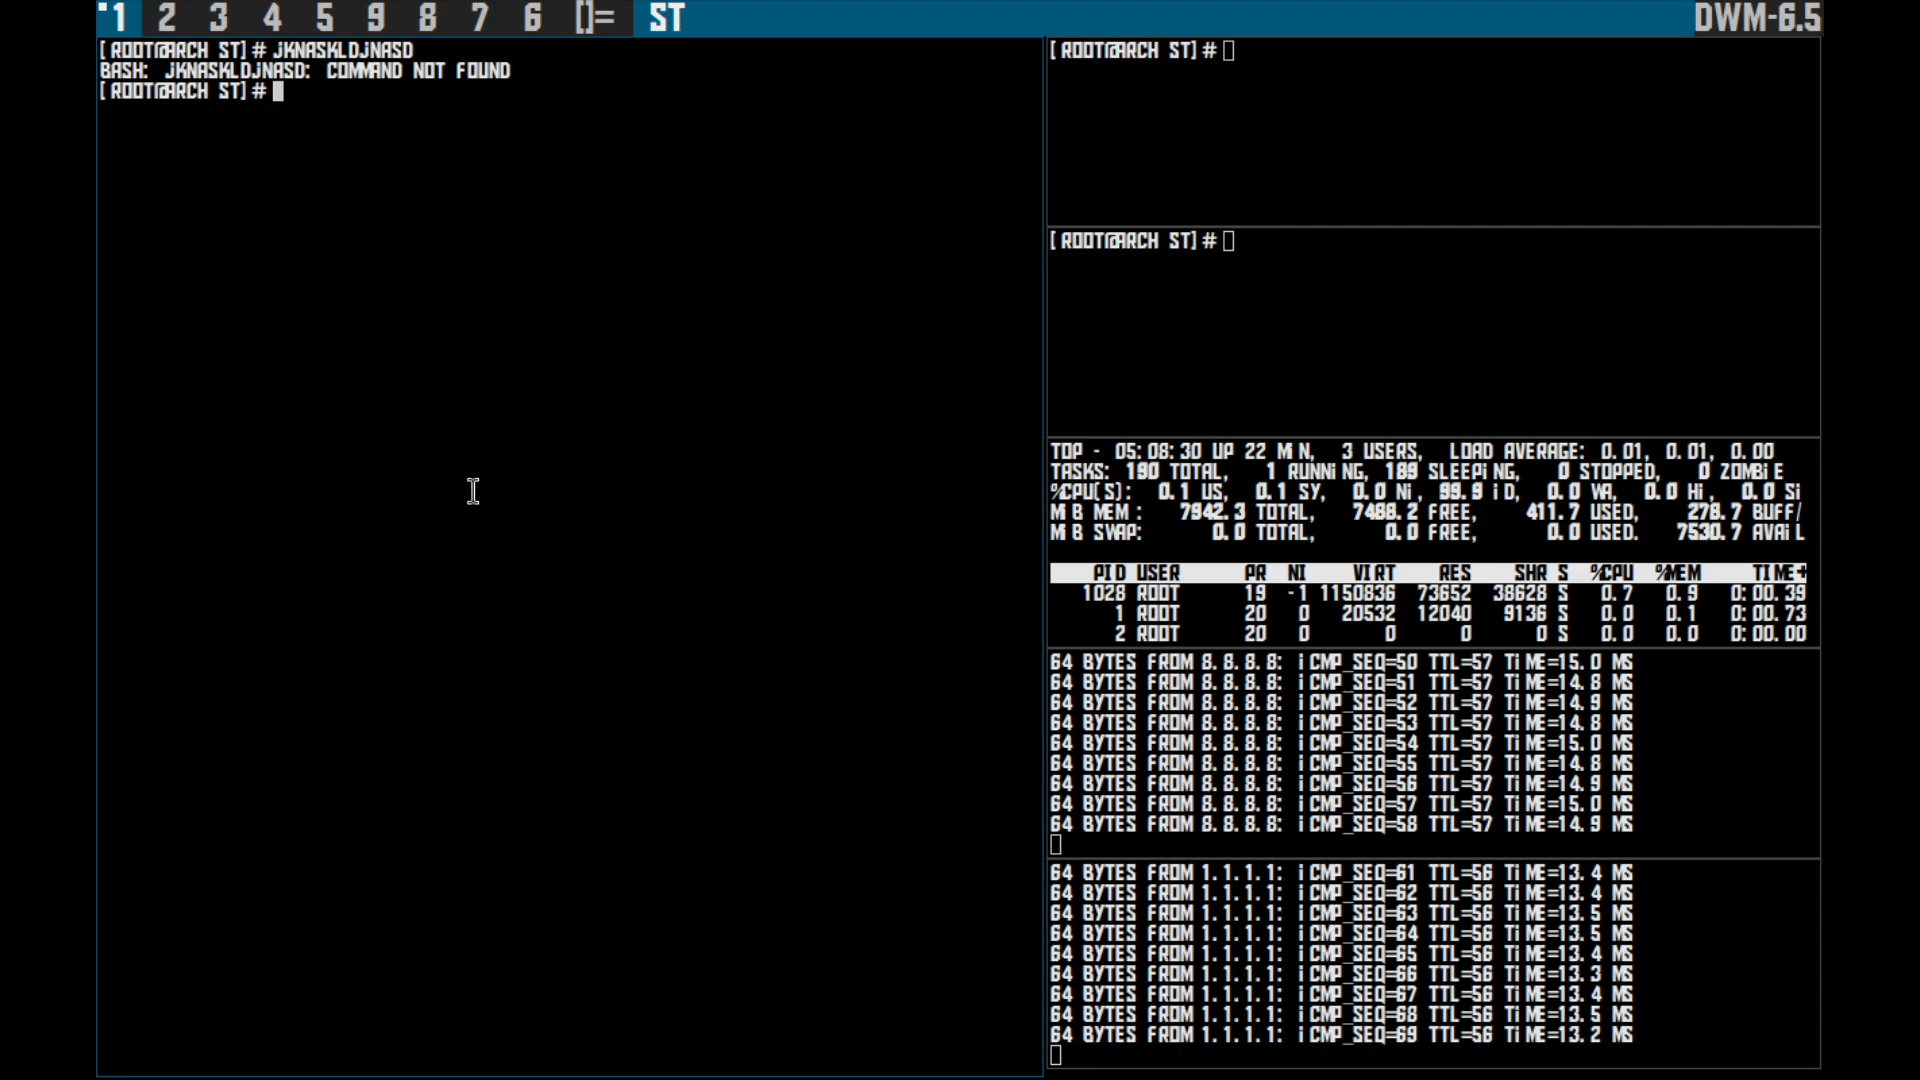 1 2 3 4 5 9 8 7 6 []= ST DWM-6.5
[ROOT@ARCH ST]# JKNASKLDJNASD
BASH: JKNASKLDJNASD: COMMAND NOT FOUND
[ROOT@ARCH ST]#
[ROOT@ARCH ST]#
[ROOT@ARCH ST]#
TOP - 05:08:30 UP 22 MiN, 3 USERS, LOAD AVERAGE: 0.01, 0.01, 0.00
TASKS: 190 TOTAL, 1 RUNNiNG, 189 SLEEPiNG, 0 STOPPED, 0 ZOMBiE
%CPU(S): 0.1 US, 0.1 SY, 0.0 Ni, 99.9 iD, 0.0 WA, 0.0 Hi, 0.0 Si
MiB MEM : 7942.3 TOTAL, 7488.2 FREE, 411.7 USED, 278.7 BUFF/
MiB SWAP: 0.0 TOTAL, 0.0 FREE, 0.0 USED. 7530.7 AVAiL
PID USER PR NI VIRT RES SHR S %CPU %MEM TIME+
1028 ROOT 19 -1 1150836 73652 38628 S 0.7 0.9 0:00.39
1 ROOT 20 0 20532 12040 9136 S 0.0 0.1 0:00.73
2 ROOT 20 0 0 0 0 S 0.0 0.0 0:00.00
64 BYTES FROM 8.8.8.8: iCMP_SEQ=50 TTL=57 TiME=15.0 MS
64 BYTES FROM 8.8.8.8: iCMP_SEQ=51 TTL=57 TiME=14.8 MS
64 BYTES FROM 8.8.8.8: iCMP_SEQ=52 TTL=57 TiME=14.9 MS
64 BYTES FROM 8.8.8.8: iCMP_SEQ=53 TTL=57 TiME=14.8 MS
64 BYTES FROM 8.8.8.8: iCMP_SEQ=54 TTL=57 TiME=15.0 MS
64 BYTES FROM 8.8.8.8: iCMP_SEQ=55 TTL=57 TiME=14.8 MS
64 BYTES FROM 8.8.8.8: iCMP_SEQ=56 TTL=57 TiME=14.9 MS
64 BYTES FROM 8.8.8.8: iCMP_SEQ=57 TTL=57 TiME=15.0 MS
64 BYTES FROM 8.8.8.8: iCMP_SEQ=58 TTL=57 TiME=14.9 MS
64 BYTES FROM 1.1.1.1: iCMP_SEQ=61 TTL=56 TiME=13.4 MS
64 BYTES FROM 1.1.1.1: iCMP_SEQ=62 TTL=56 TiME=13.4 MS
64 BYTES FROM 1.1.1.1: iCMP_SEQ=63 TTL=56 TiME=13.5 MS
64 BYTES FROM 1.1.1.1: iCMP_SEQ=64 TTL=56 TiME=13.5 MS
64 BYTES FROM 1.1.1.1: iCMP_SEQ=65 TTL=56 TiME=13.4 MS
64 BYTES FROM 1.1.1.1: iCMP_SEQ=66 TTL=56 TiME=13.3 MS
64 BYTES FROM 1.1.1.1: iCMP_SEQ=67 TTL=56 TiME=13.4 MS
64 BYTES FROM 1.1.1.1: iCMP_SEQ=68 TTL=56 TiME=13.5 MS
64 BYTES FROM 1.1.1.1: iCMP_SEQ=69 TTL=56 TiME=13.2 MS